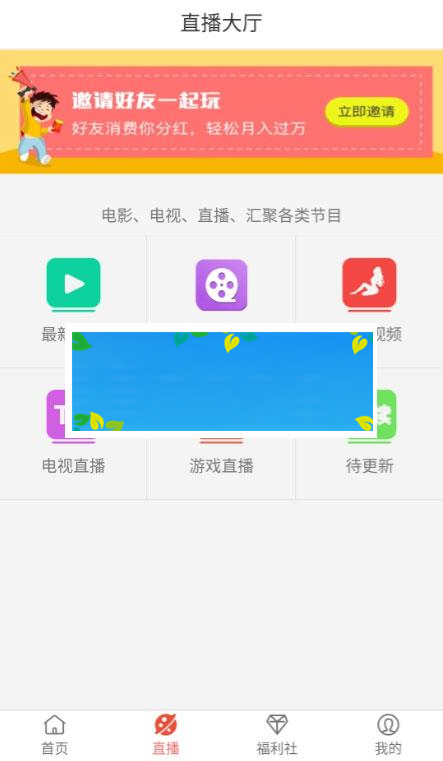 直播大厅
邀请好友一起玩
好友消费你分红，轻松月入过万
立即邀请
电影、电视、直播、汇聚各类节目
最新
视频
T
续
电视直播
游戏直播
待更新
首页
直播
福利社
我的